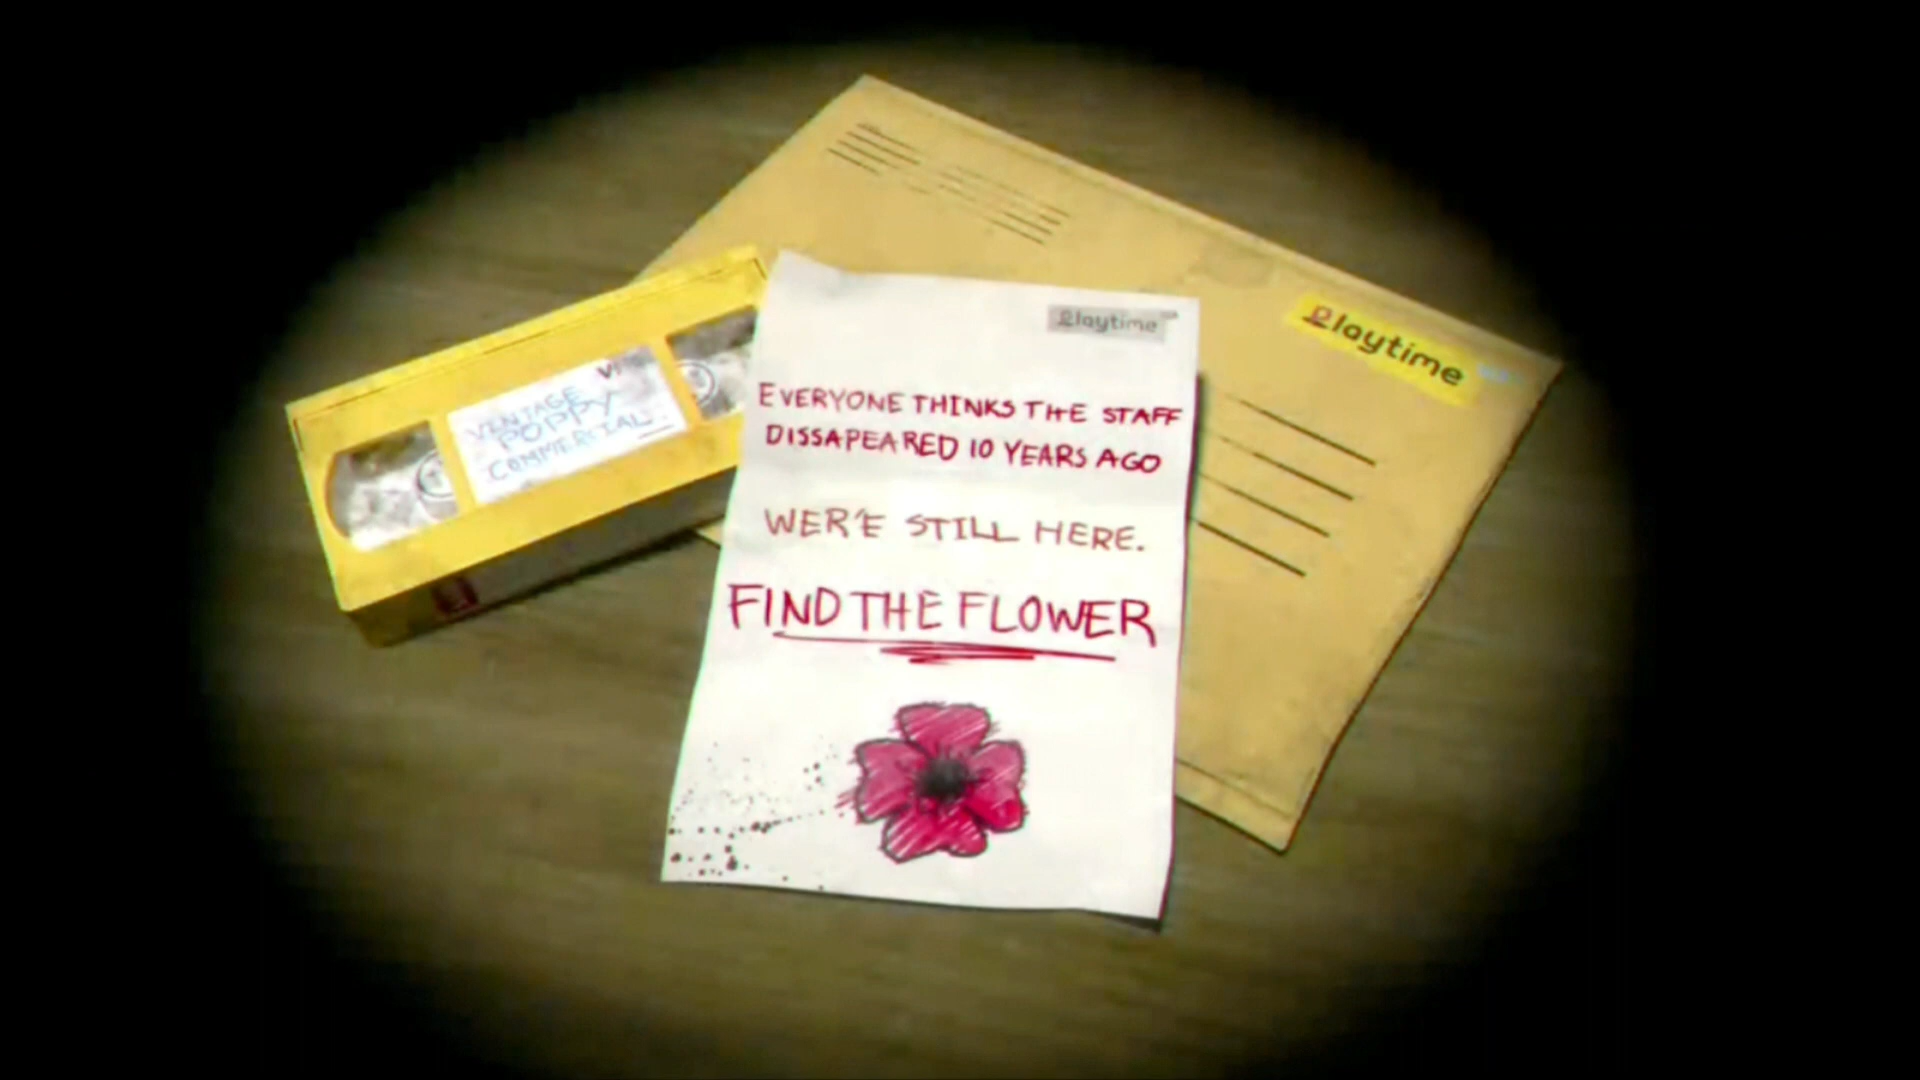 Playtime
EVERYONE THINKS THE STAFF
DISSAPEARED 10 YEARS AGO
WER'E STILL HERE.
FIND THE FLOWER
VINTAGE
POPPY
COMMERCIAL
Playtime